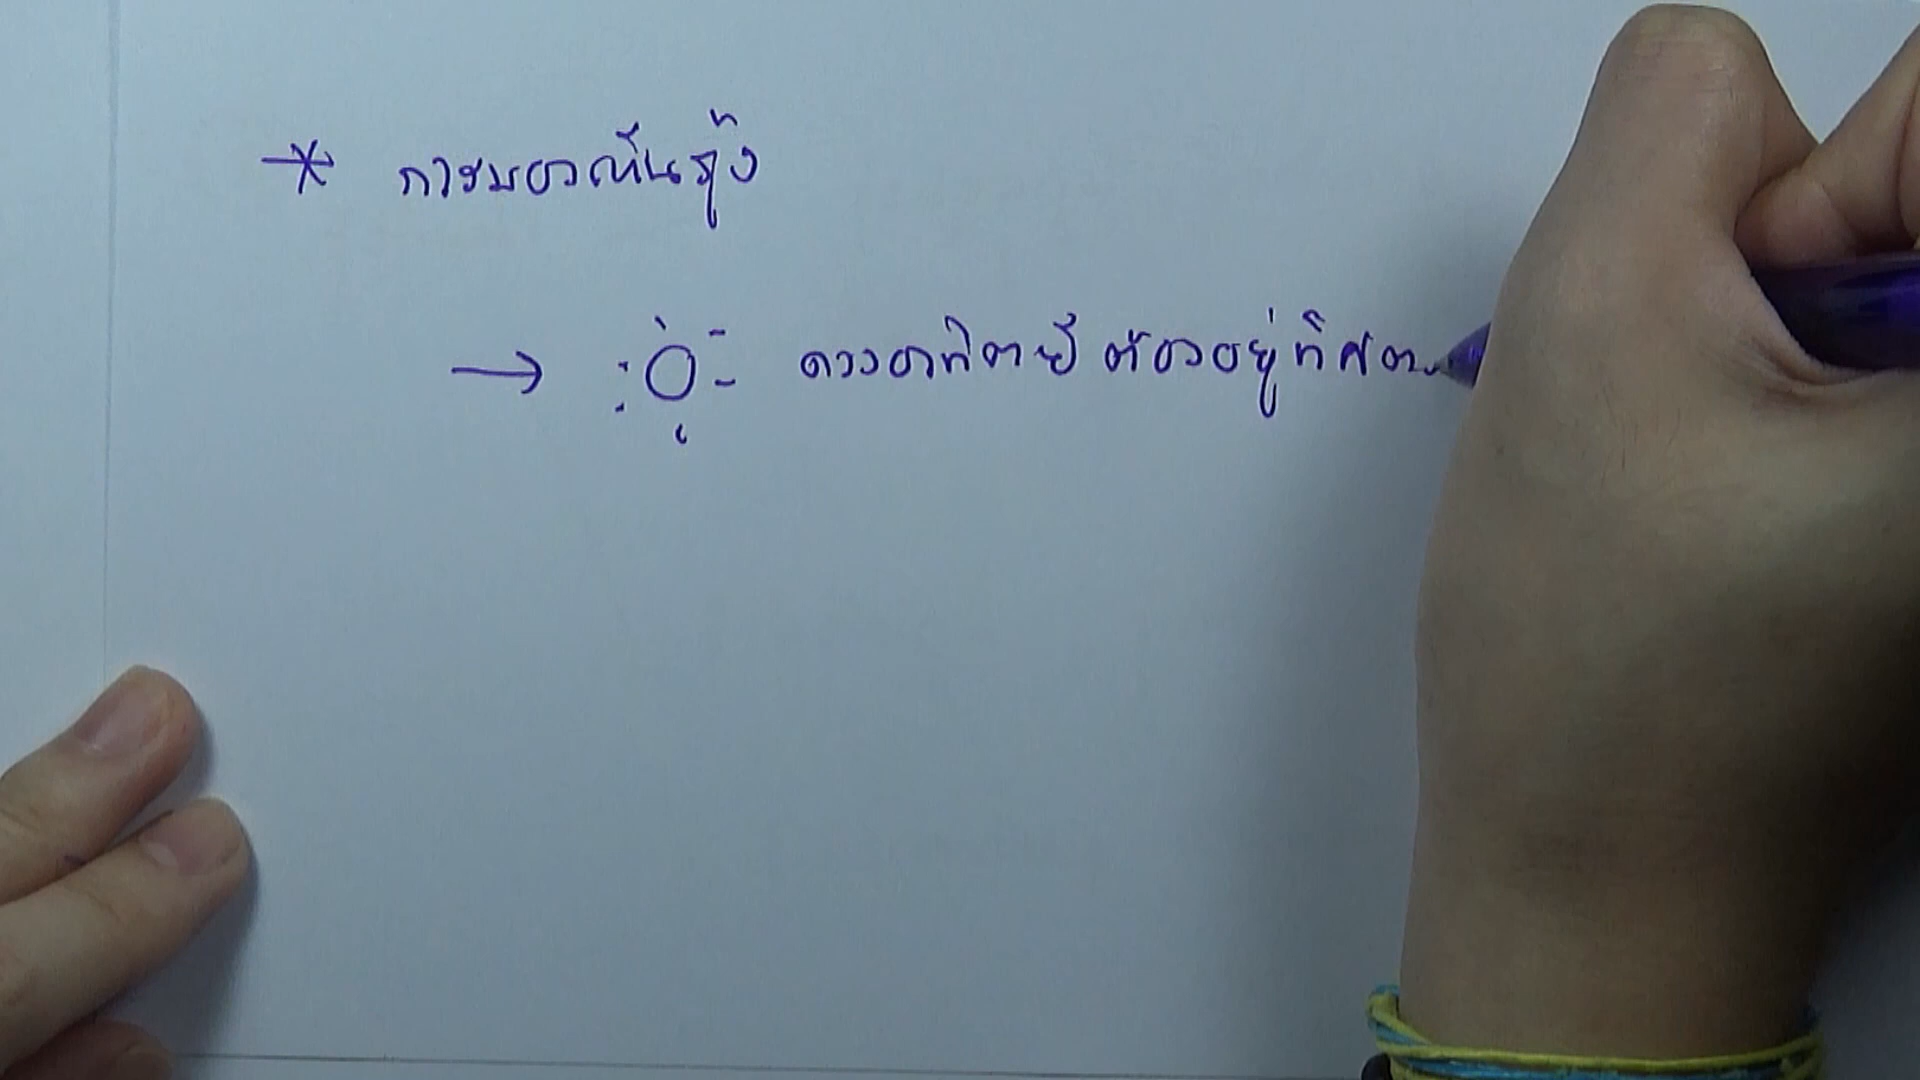 * การมองเห็นรุ้ง
→ ดวงอาทิตย์ ต้องอยู่ทิศต